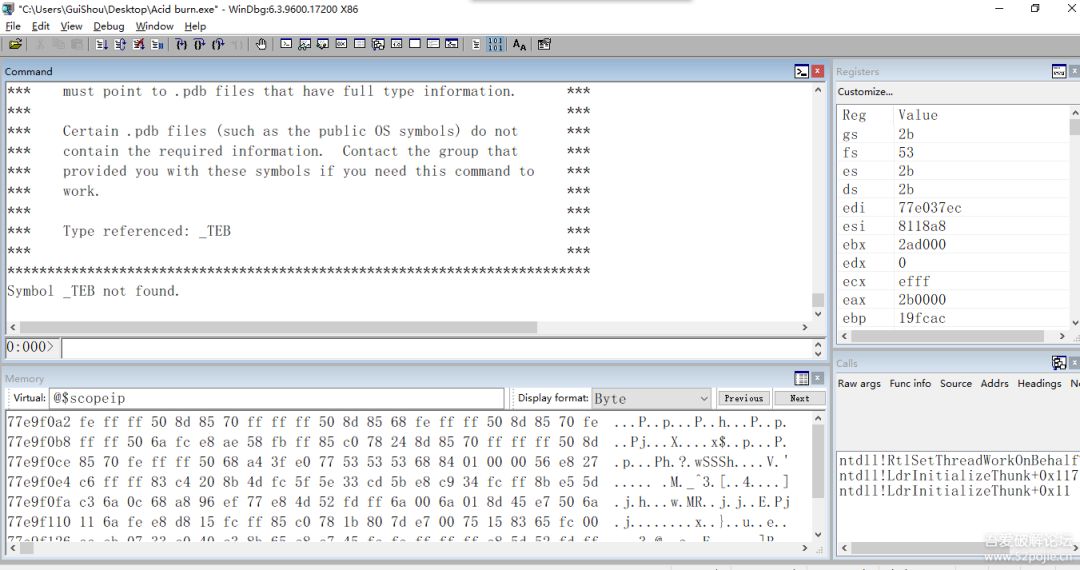 "C:\Users\GuiShou\Desktop\Acid burn.exe" - WinDbg:6.3.9600.17200 X86
File Edit View Debug Window Help
Command
*** must point to .pdb files that have full type information. ***
*** ***
*** Certain .pdb files (such as the public OS symbols) do not ***
*** contain the required information. Contact the group that ***
*** provided you with these symbols if you need this command to ***
*** work. ***
*** ***
*** Type referenced: _TEB ***
*** ***
*************************************************************************
Symbol _TEB not found.
0:000>
Registers
Customize...
Reg Value
gs 2b
fs 53
es 2b
ds 2b
edi 77e037ec
esi 8118a8
ebx 2ad000
edx 0
ecx efff
eax 2b0000
ebp 19fcac
Memory
Virtual: @$scopeip Display format: Byte Previous Next
77e9f0a2 fe ff ff 50 8d 85 70 ff ff ff 50 8d 85 68 fe ff ff 50 8d 85 70 fe ...P..p...P..h...P..p.
77e9f0b8 ff ff 50 6a fc e8 ae 58 fb ff 85 c0 78 24 8d 85 70 ff ff ff 50 8d ..Pj...X....x$..p...P.
77e9f0ce 85 70 fe ff ff 50 68 a4 3f e0 77 53 53 53 68 84 01 00 00 56 e8 27 .p...Ph.?.wSSSh....V.'
77e9f0e4 c6 ff ff 83 c4 20 8b 4d fc 5f 5e 33 cd 5b e8 c9 34 fc ff 8b e5 5d ..... .M._^3.[..4....]
77e9f0fa c3 6a 0c 68 a8 96 ef 77 e8 4d 52 fd ff 6a 00 6a 01 8d 45 e7 50 6a .j.h...w.MR..j.j..E.Pj
77e9f110 11 6a fe e8 d8 15 fc ff 85 c0 78 1b 80 7d e7 00 75 15 83 65 fc 00 .j........x..}..u..e..
Calls
Raw args Func info Source Addrs Headings
ntdll!RtlSetThreadWorkOnBehalf
ntdll!LdrInitializeThunk+0x117
ntdll!LdrInitializeThunk+0x11
吾爱破解论坛
www.52pojie.cn